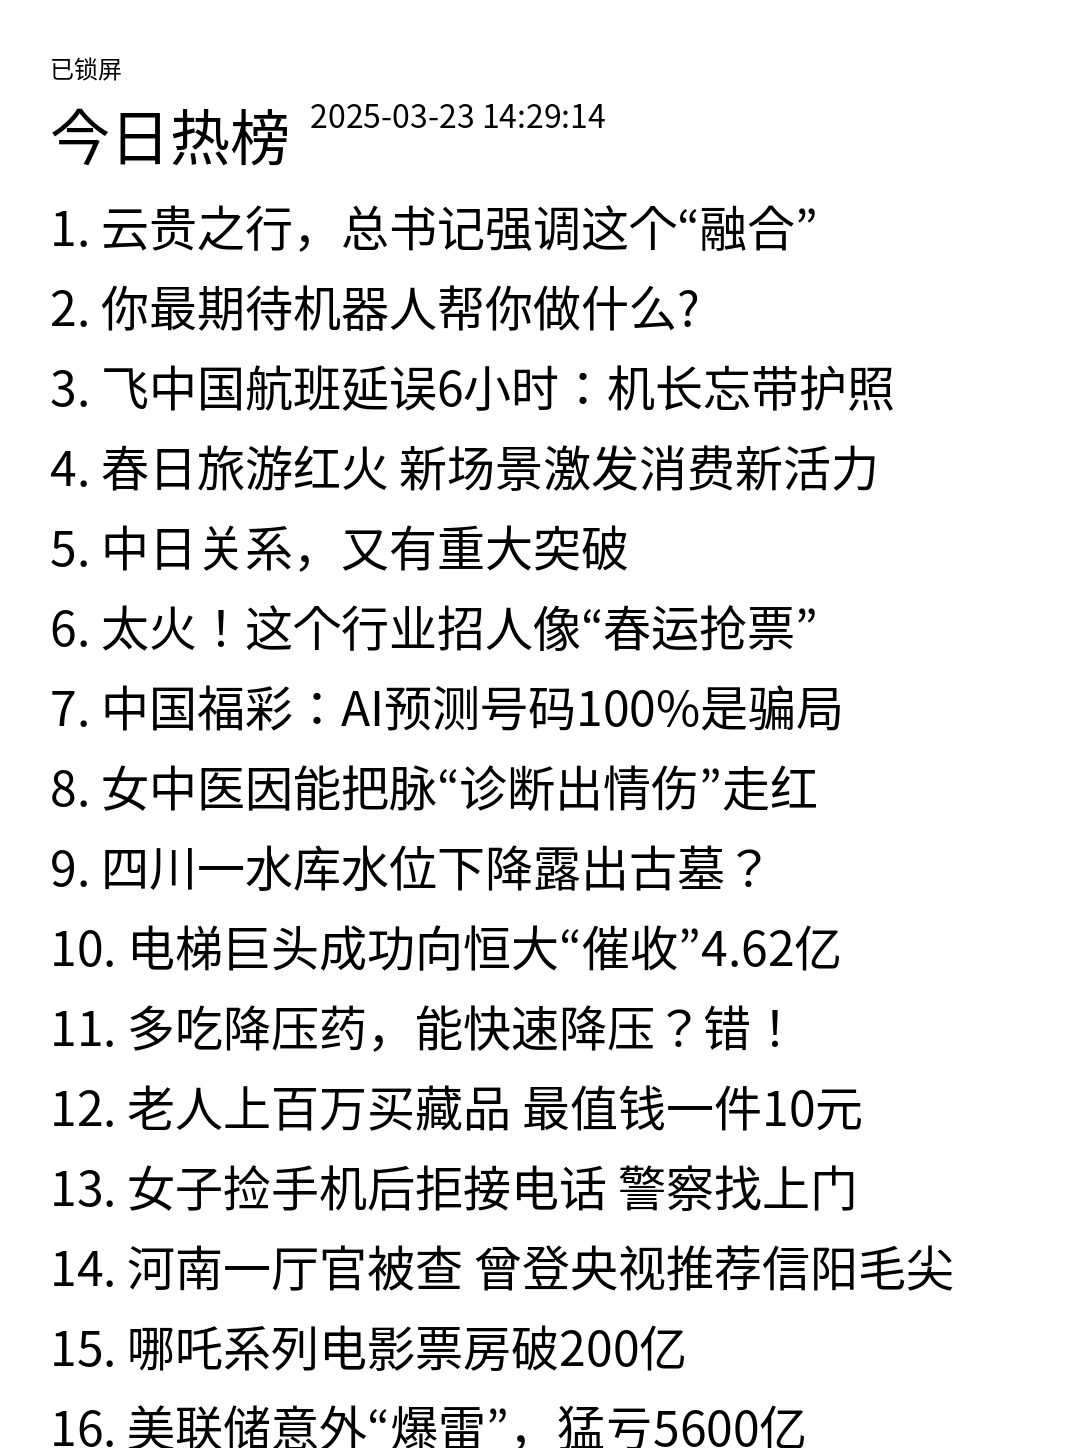 已锁屏
今日热榜 2025-03-23 14:29:14
1. 云贵之行，总书记强调这个“融合”
2. 你最期待机器人帮你做什么?
3. 飞中国航班延误6小时：机长忘带护照
4. 春日旅游红火 新场景激发消费新活力
5. 中日关系，又有重大突破
6. 太火！这个行业招人像“春运抢票”
7. 中国福彩：AI预测号码100%是骗局
8. 女中医因能把脉“诊断出情伤”走红
9. 四川一水库水位下降露出古墓？
10. 电梯巨头成功向恒大“催收”4.62亿
11. 多吃降压药，能快速降压？错！
12. 老人上百万买藏品 最值钱一件10元
13. 女子捡手机后拒接电话 警察找上门
14. 河南一厅官被查 曾登央视推荐信阳毛尖
15. 哪吒系列电影票房破200亿
16. 美联储意外“爆雷”，猛亏5600亿